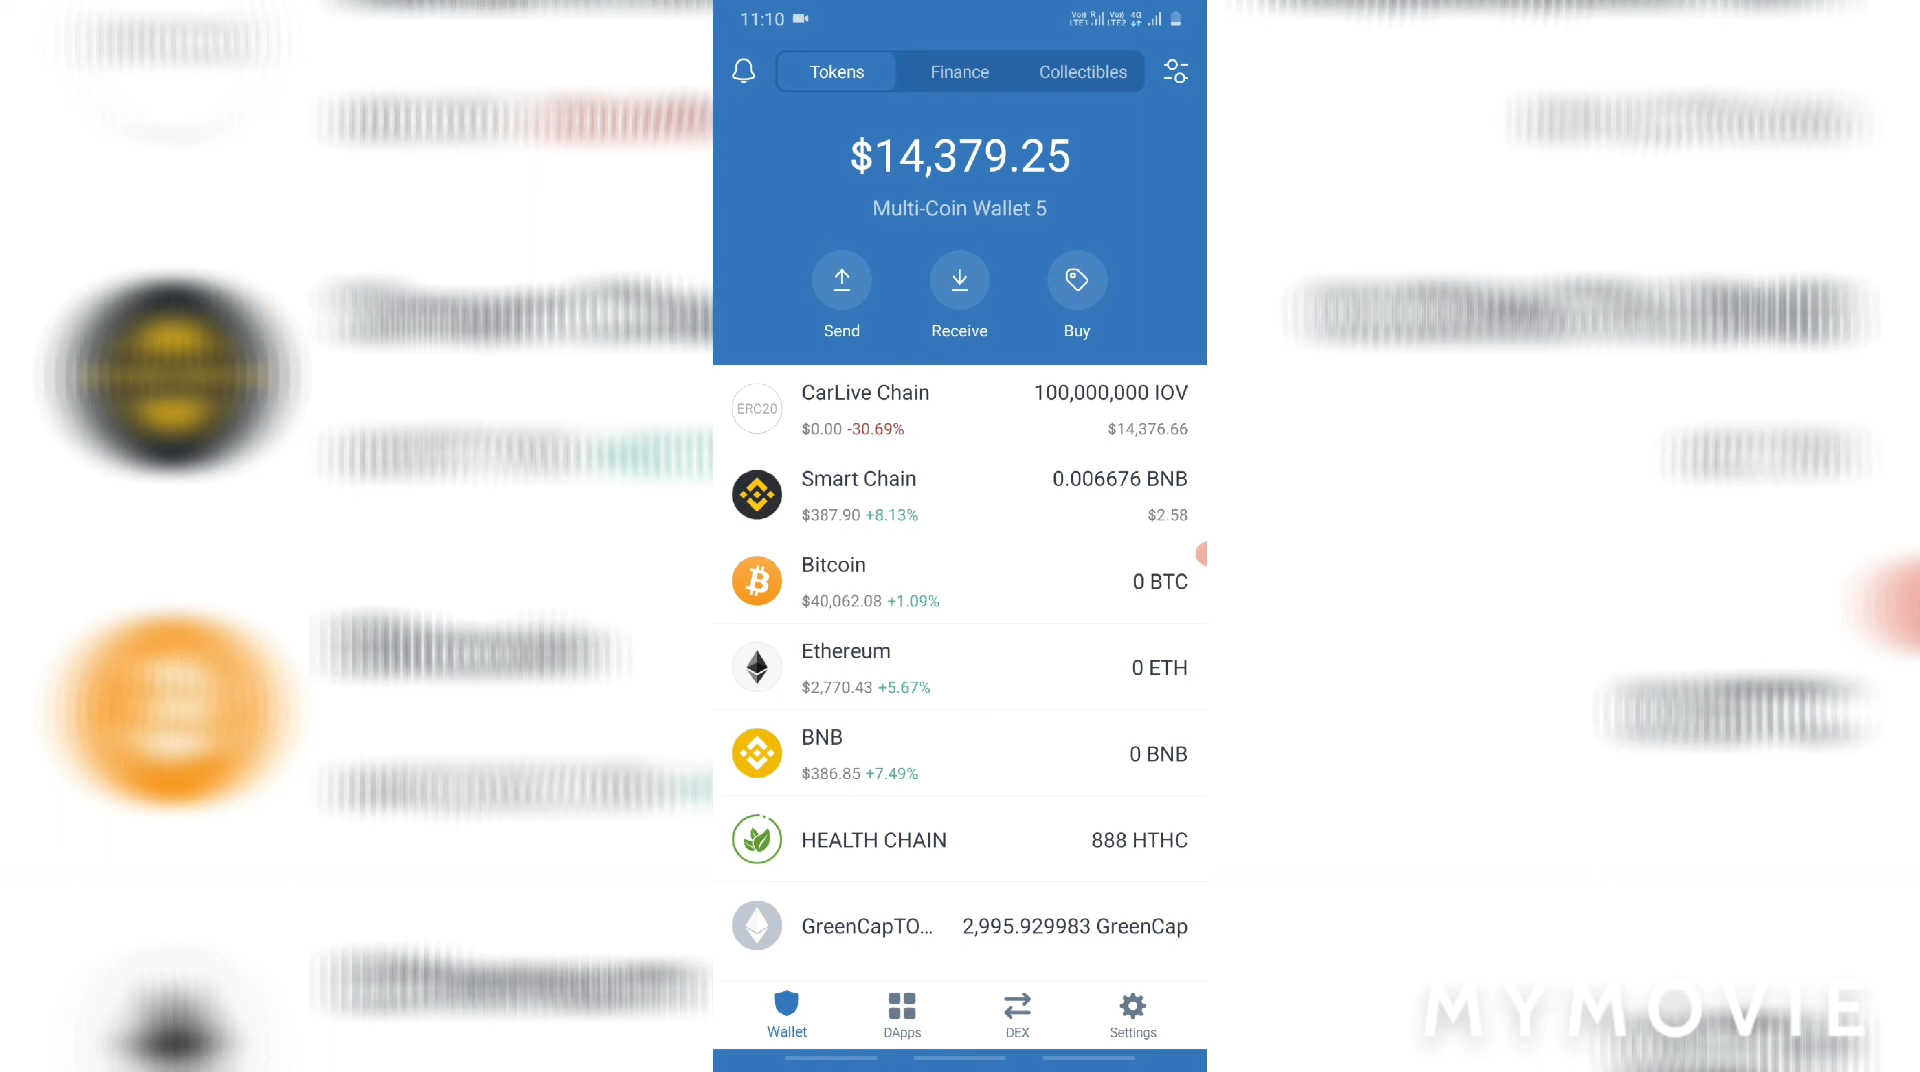 11:10
Tokens Finance Collectibles
$14,379.25
Multi-Coin Wallet 5
Send Receive Buy
ERC20
CarLive Chain 100,000,000 IOV
$0.00 -30.69% $14,376.66
Smart Chain 0.006676 BNB
$387.90 +8.13% $2.58
Bitcoin
0 BTC
$40,062.08 +1.09%
Ethereum
0 ETH
$2,770.43 +5.67%
BNB
0 BNB
$386.85 +7.49%
HEALTH CHAIN 888 HTHC
GreenCapTO... 2,995.929983 GreenCap
Wallet DApps DEX Settings
MYMOVIE